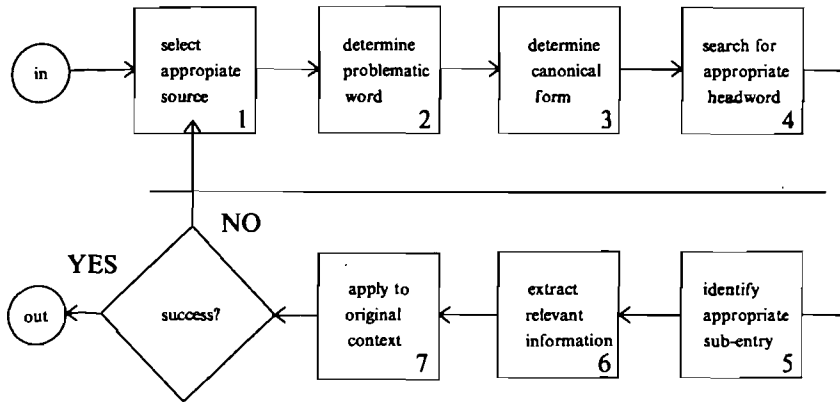 in
select
appropiate
source
1
determine
problematic
word
2
determine
canonical
form
3
search for
appropriate
headword
4
NO
YES
out
success?
apply to
original
context
7
extract
relevant
information
6
identify
appropriate
sub-entry
5